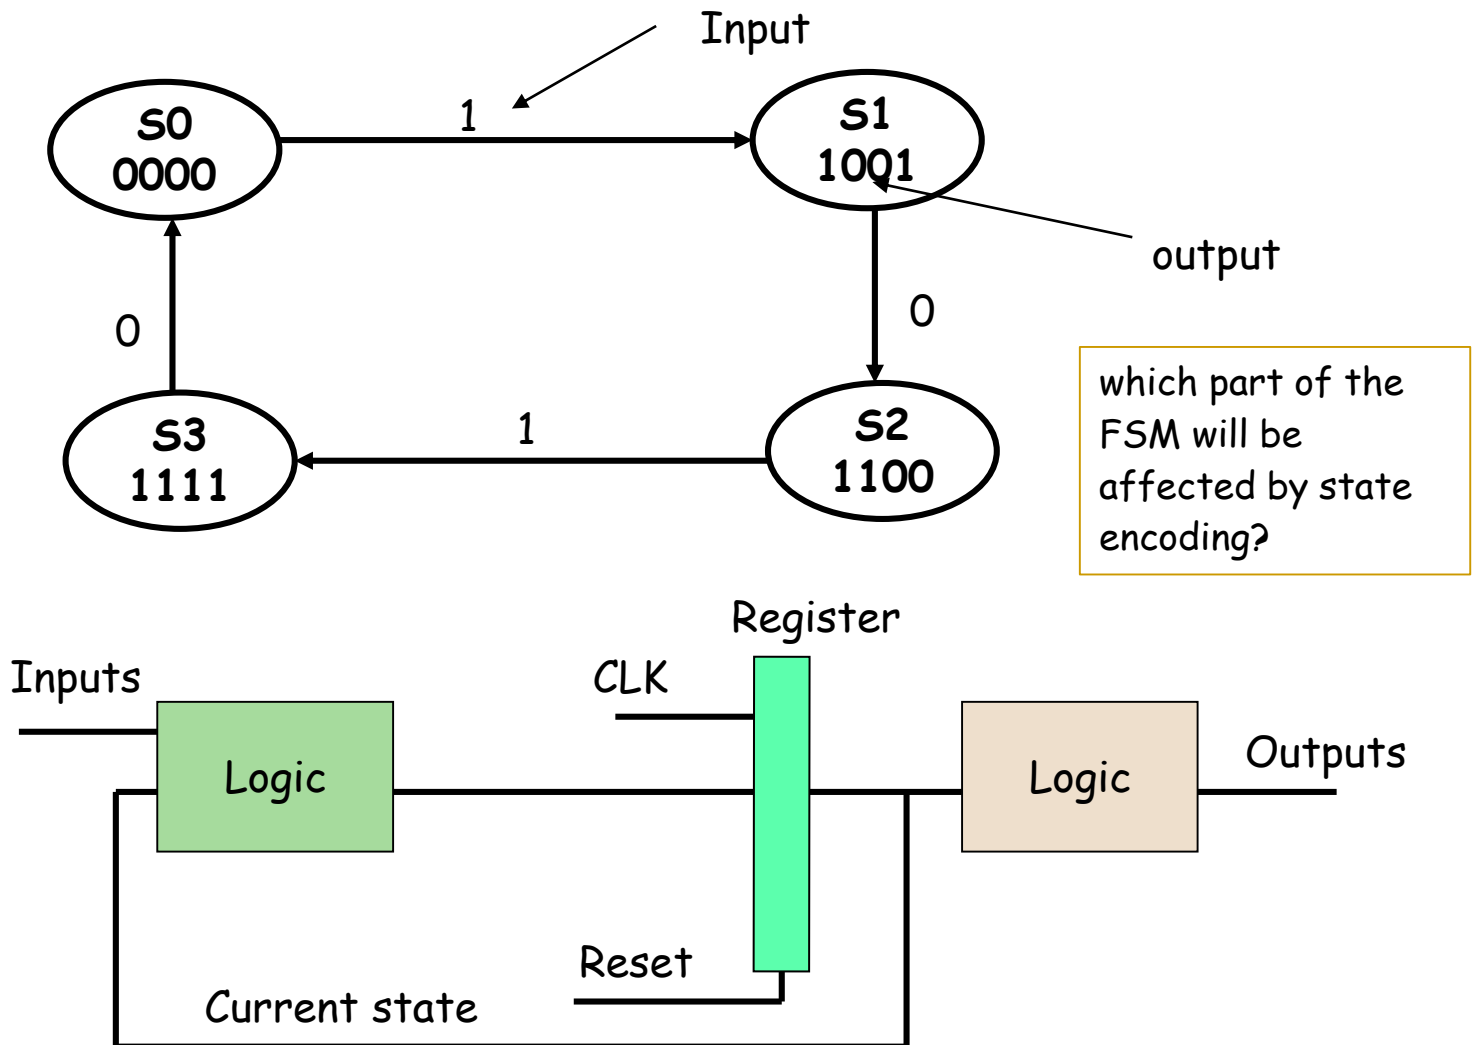 Input
1
S0
0000
S1
1001
output
0
0
which part of the
FSM will be
affected by state
encoding?
S3
1111
1
S2
1100
Register
Inputs
CLK
Logic
Logic
Outputs
Reset
Current state